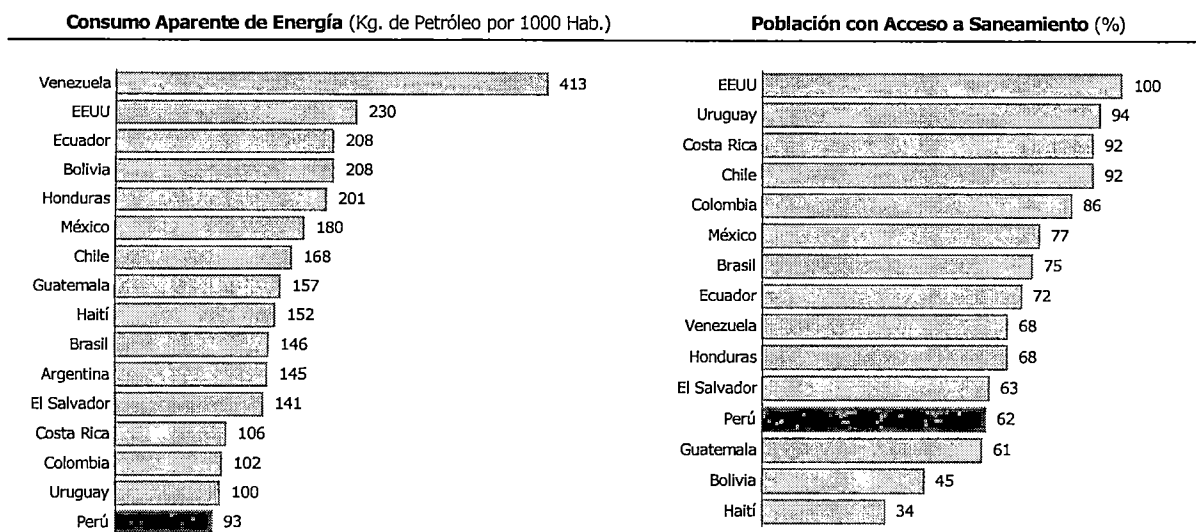 Consumo Aparente de Energía (Kg. de Petróleo por 1000 Hab.)
Venezuela 413
EEUU 230
Ecuador 208
Bolivia 208
Honduras 201
México 180
Chile 168
Guatemala 157
Haití 152
Brasil 146
Argentina 145
El Salvador 141
Costa Rica 106
Colombia 102
Uruguay 100
Perú 93
Población con Acceso a Saneamiento (%)
EEUU 100
Uruguay 94
Costa Rica 92
Chile 92
Colombia 86
México 77
Brasil 75
Ecuador 72
Venezuela 68
Honduras 68
El Salvador 63
Perú 62
Guatemala 61
Bolivia 45
Haití 34